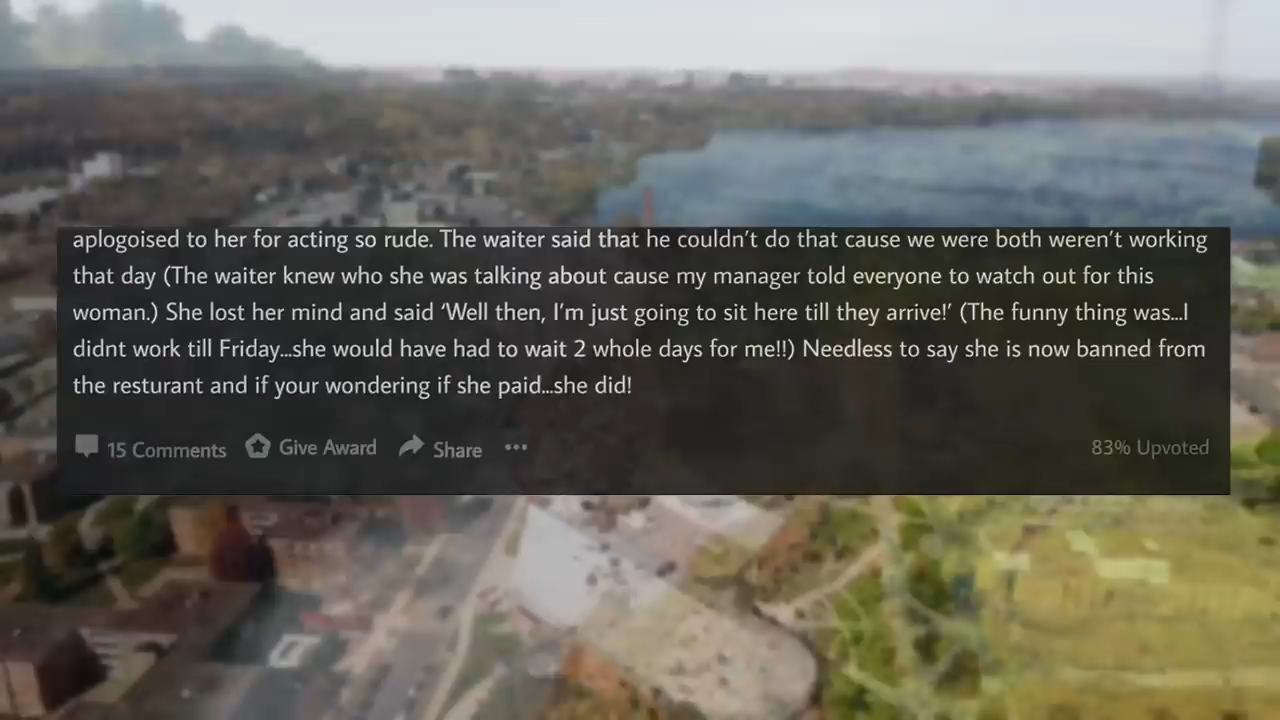 aplogoised to her for acting so rude. The waiter said that he couldn't do that cause we were both weren't working
that day (The waiter knew who she was talking about cause my manager told everyone to watch out for this
woman.) She lost her mind and said ‘Well then, I'm just going to sit here till they arrive!’ (The funny thing was...I
didnt work till Friday...she would have had to wait 2 whole days for me!!) Needless to say she is now banned from
the resturant and if your wondering if she paid...she did!
15 Comments Give Award Share ••• 83% Upvoted